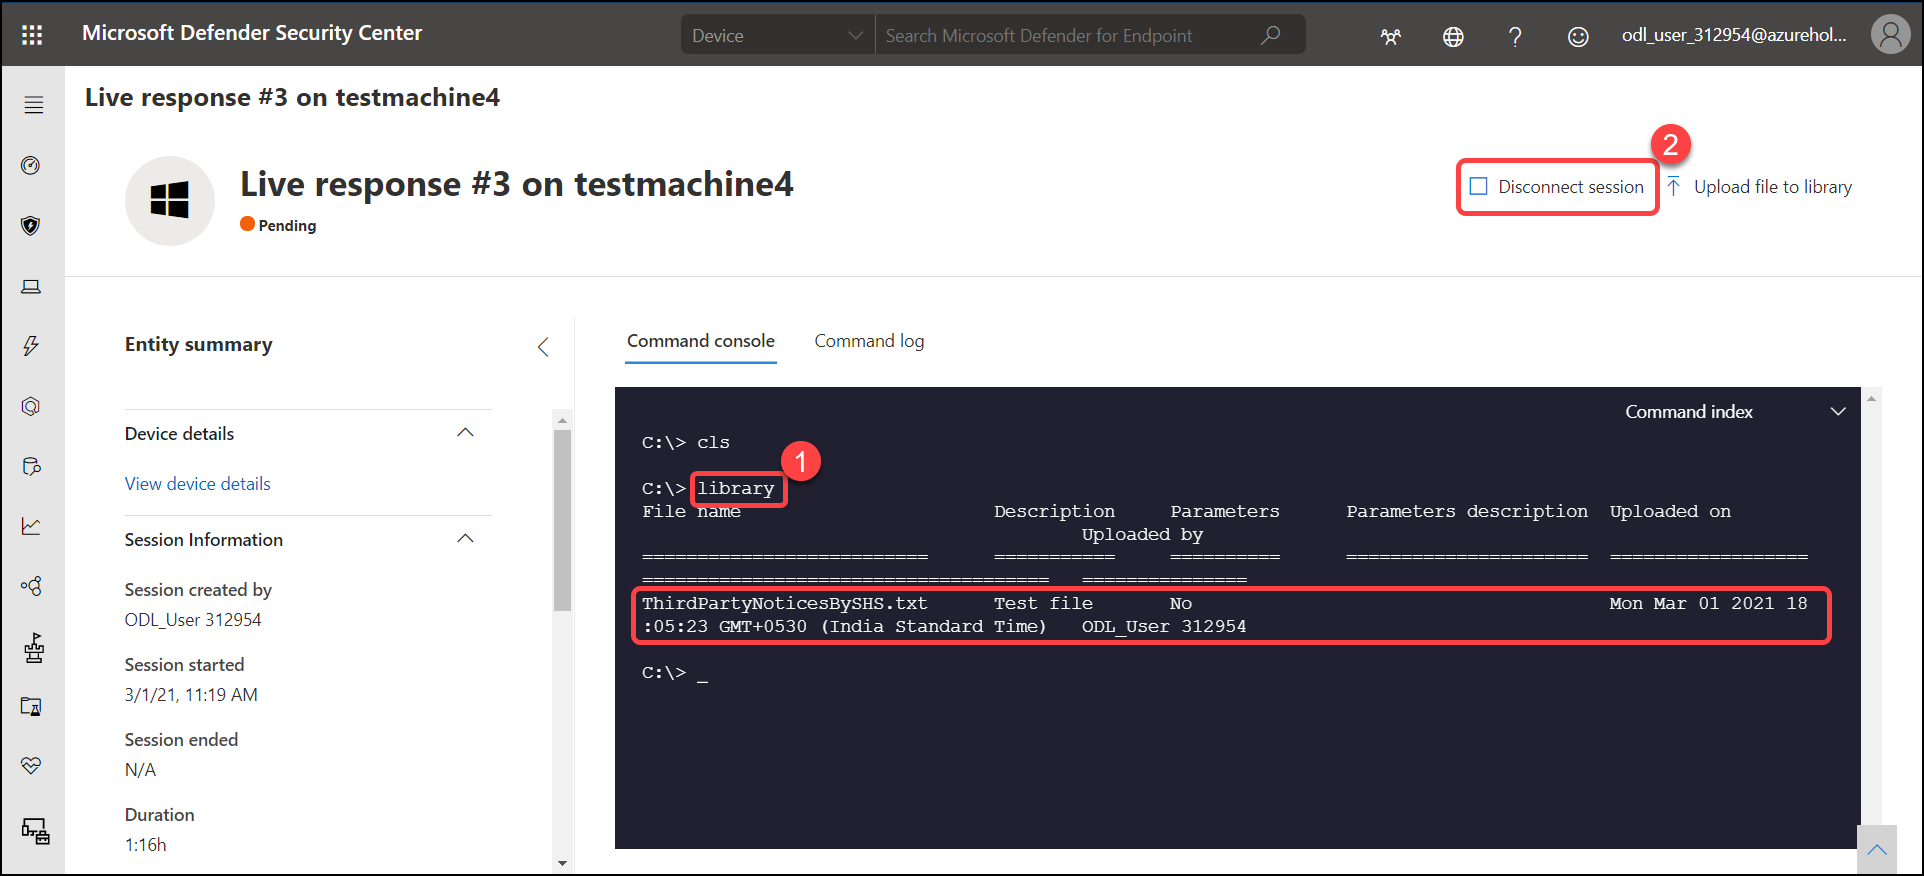 Microsoft Defender Security Center
Device
Search Microsoft Defender for Endpoint
?
odl_user_312954@azurehol...
Live response #3 on testmachine4
Live response #3 on testmachine4
Pending
2
Disconnect session
Upload file to library
Entity summary
Device details
View device details
Session Information
Session created by
ODL_User 312954
Session started
3/1/21, 11:19 AM
Session ended
N/A
Duration
1:16h
Command console
Command log
Command index
C:\> cls
1
C:\> library
File name Description Parameters Parameters description Uploaded on
Uploaded by
========================== =========== ========== ====================== ==================
===================================== ===============
ThirdPartyNoticesBySHS.txt Test file No Mon Mar 01 2021 18
:05:23 GMT+0530 (India Standard Time) ODL_User 312954
C:\> _